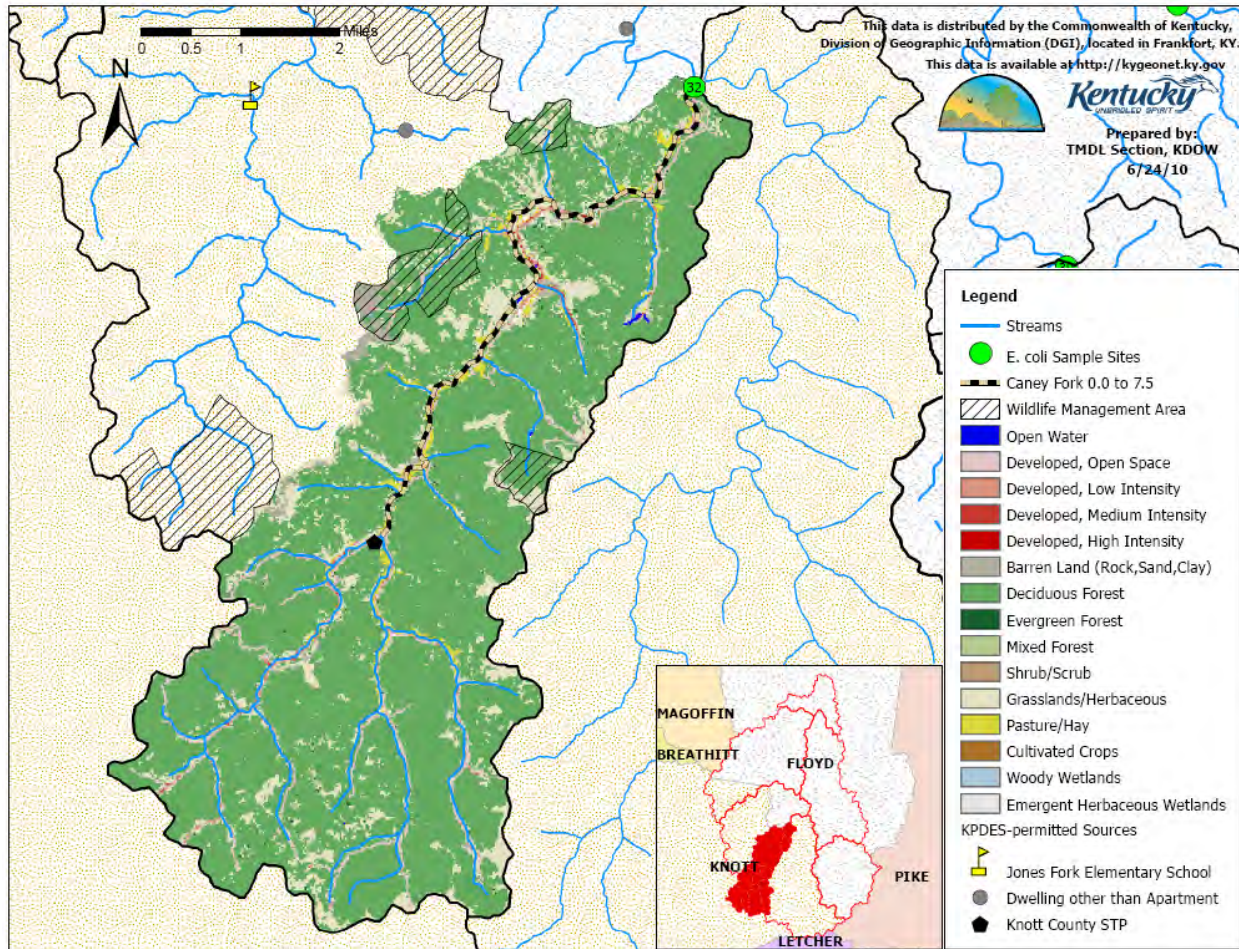 Miles
0 0.5 1 2
N
This data is distributed by the Commonwealth of Kentucky,
Division of Geographic Information (DGI), located in Frankfort, KY.
This data is available at http://kygeonet.ky.gov
Kentucky
UNBRIDLED SPIRIT
Prepared by:
TMDL Section, KDOW
6/24/10
32
Legend
Streams
E. coli Sample Sites
Caney Fork 0.0 to 7.5
Wildlife Management Area
Open Water
Developed, Open Space
Developed, Low Intensity
Developed, Medium Intensity
Developed, High Intensity
Barren Land (Rock,Sand,Clay)
Deciduous Forest
Evergreen Forest
Mixed Forest
Shrub/Scrub
Grasslands/Herbaceous
Pasture/Hay
Cultivated Crops
Woody Wetlands
Emergent Herbaceous Wetlands
KPDES-permitted Sources
Jones Fork Elementary School
Dwelling other than Apartment
Knott County STP
MAGOFFIN
BREATHITT
FLOYD
KNOTT
PIKE
LETCHER